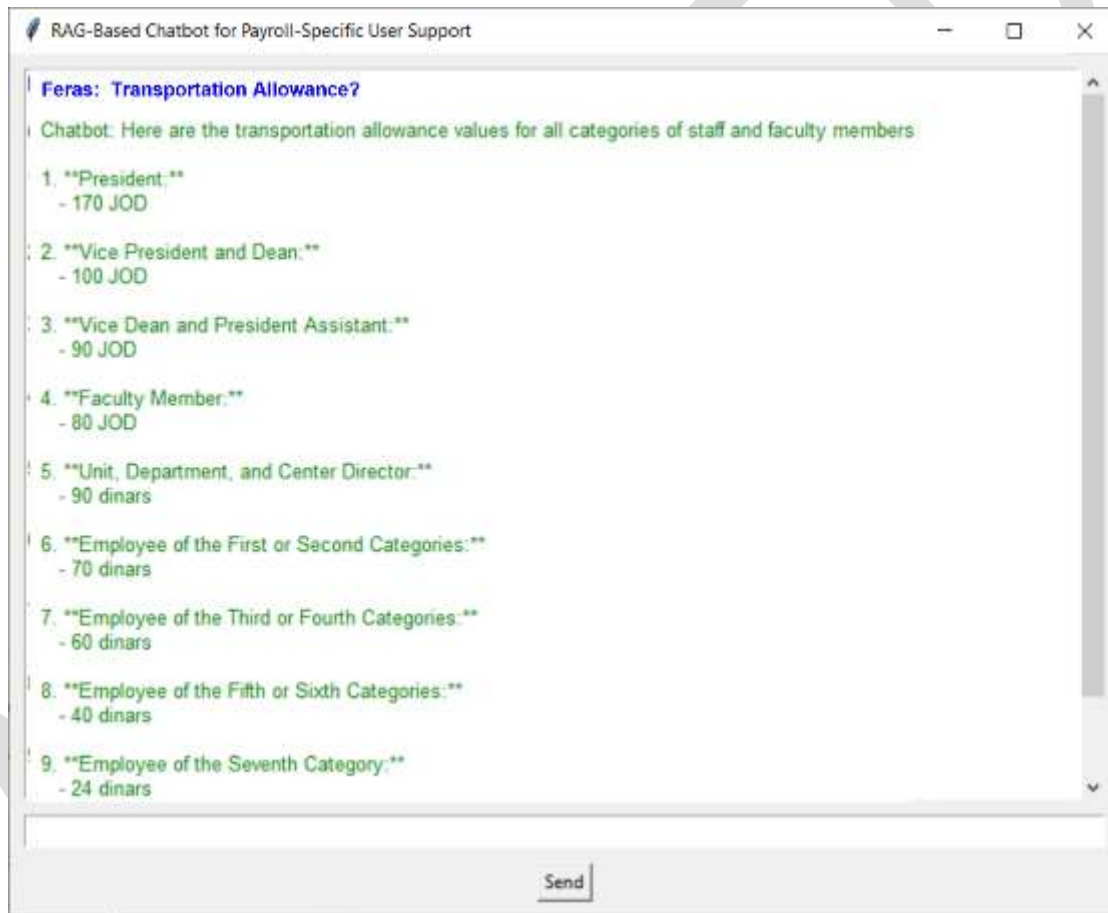 RAG-Based Chatbot for Payroll-Specific User Support
Feras: Transportation Allowance?
Chatbot: Here are the transportation allowance values for all categories of staff and faculty members
1. **President:**
- 170 JOD
2. **Vice President and Dean:**
- 100 JOD
3. **Vice Dean and President Assistant:**
- 90 JOD
4. **Faculty Member:**
- 80 JOD
5. **Unit, Department, and Center Director:**
- 90 dinars
6. **Employee of the First or Second Categories:**
- 70 dinars
7. **Employee of the Third or Fourth Categories:**
- 60 dinars
8. **Employee of the Fifth or Sixth Categories:**
- 40 dinars
9. **Employee of the Seventh Category:**
- 24 dinars
Send